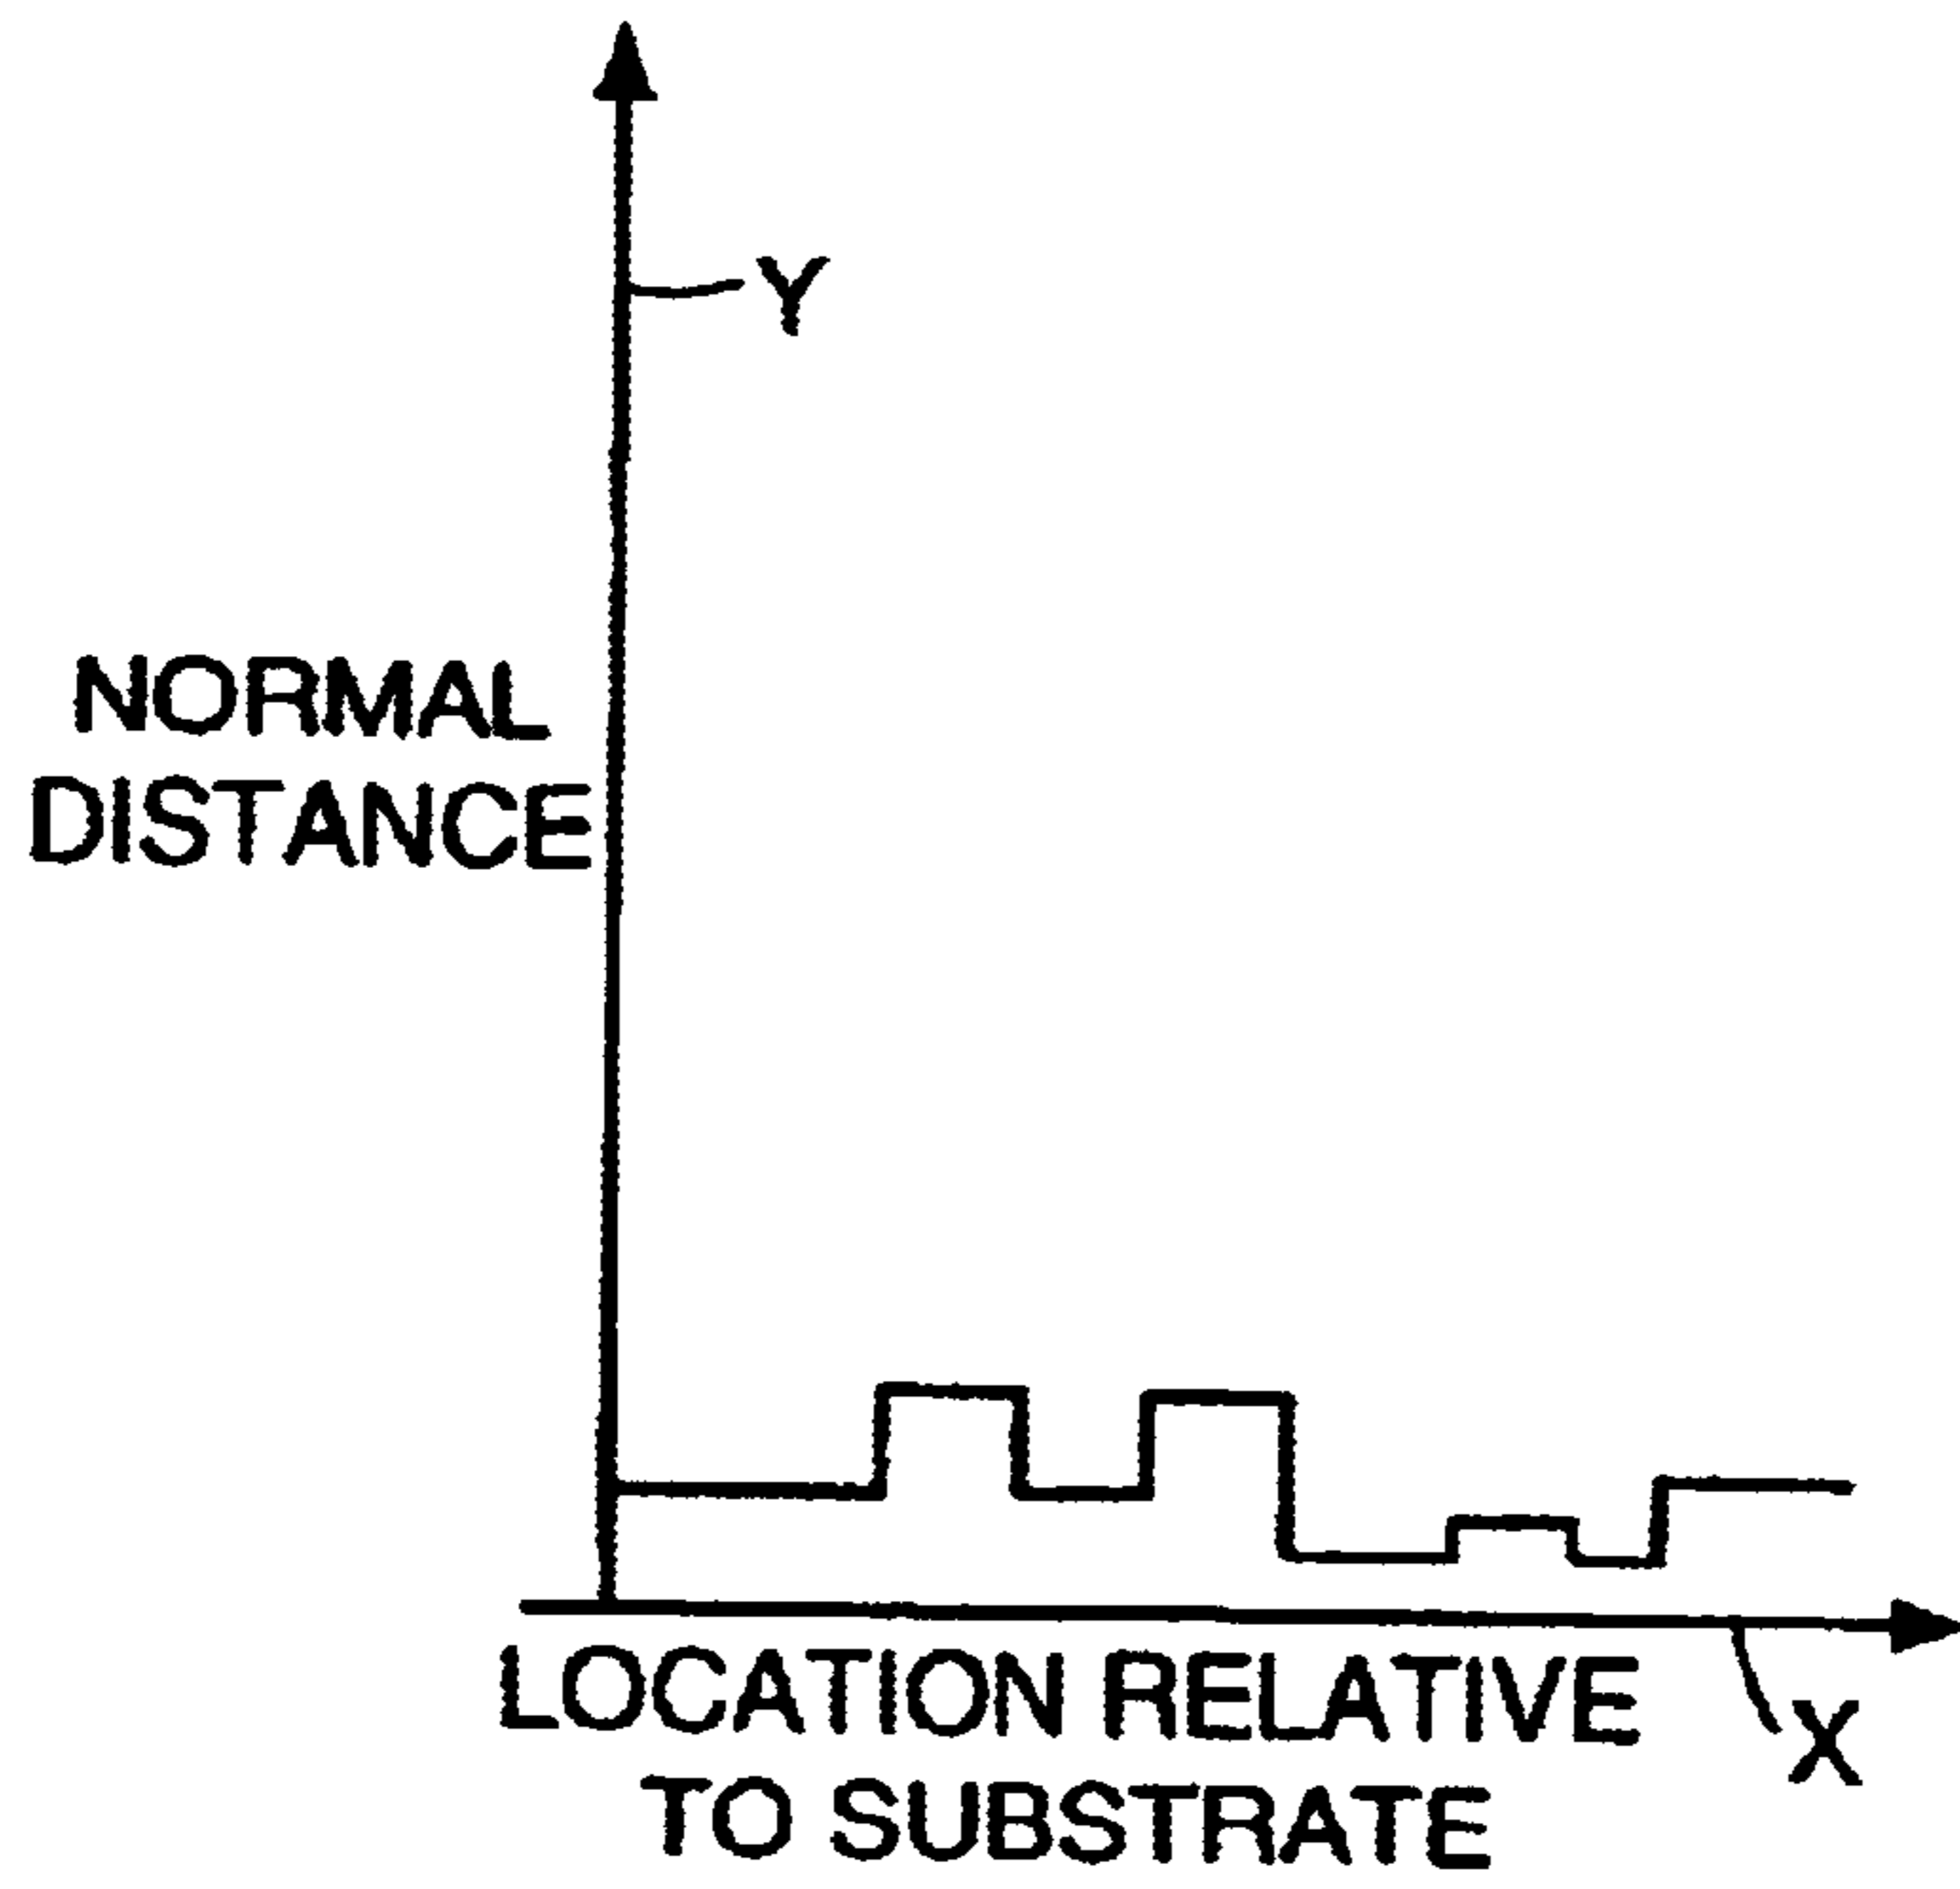 Y
NORMAL
DISTANCE
LOCATION RELATIVE
TO SUBSTRATE
X